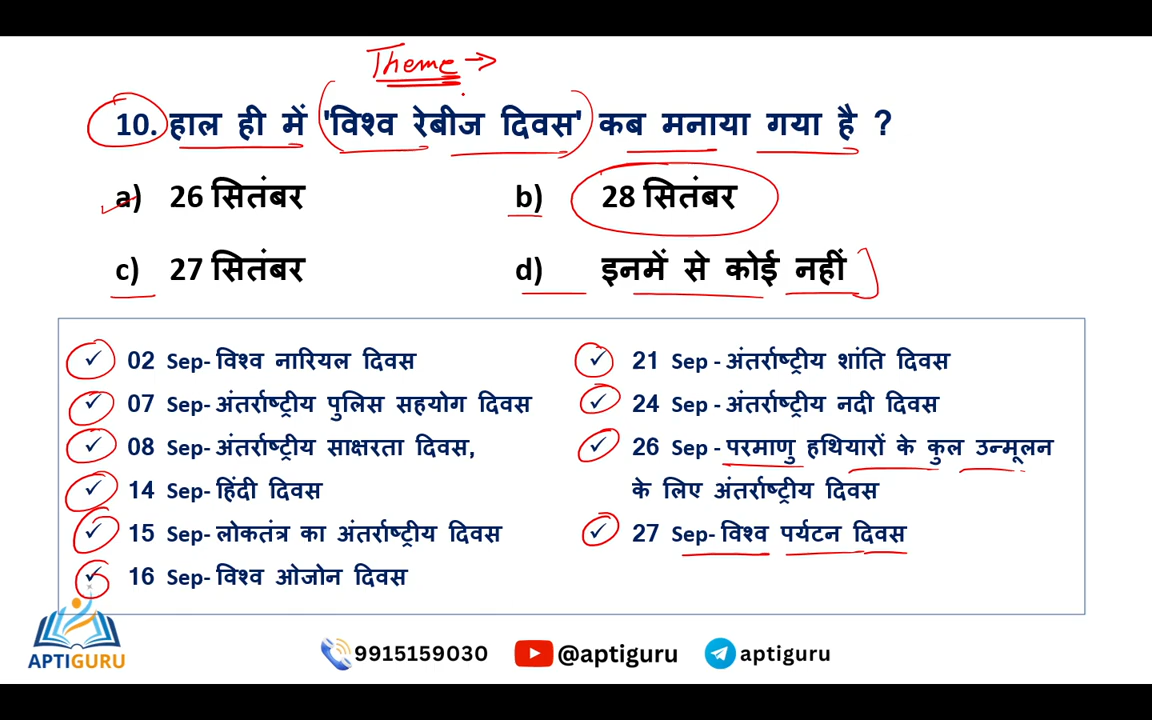 Theme →
10. हाल ही में 'विश्व रेबीज दिवस' कब मनाया गया है ?
a) 26 सितंबर
b) 28 सितंबर
c) 27 सितंबर
d) इनमें से कोई नहीं
✓ 02 Sep- विश्व नारियल दिवस
✓ 07 Sep- अंतर्राष्ट्रीय पुलिस सहयोग दिवस
✓ 08 Sep- अंतर्राष्ट्रीय साक्षरता दिवस,
✓ 14 Sep- हिंदी दिवस
✓ 15 Sep- लोकतंत्र का अंतर्राष्ट्रीय दिवस
✓ 16 Sep- विश्व ओजोन दिवस
✓ 21 Sep - अंतर्राष्ट्रीय शांति दिवस
✓ 24 Sep - अंतर्राष्ट्रीय नदी दिवस
✓ 26 Sep - परमाणु हथियारों के कुल उन्मूलन
के लिए अंतर्राष्ट्रीय दिवस
✓ 27 Sep- विश्व पर्यटन दिवस
APTIGURU
9915159030
@aptiguru
aptiguru